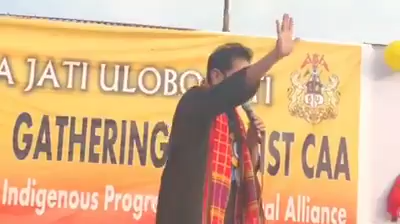 A JATI ULOBO
GATHERING ST CAA
Indigenous Progr al Alliance